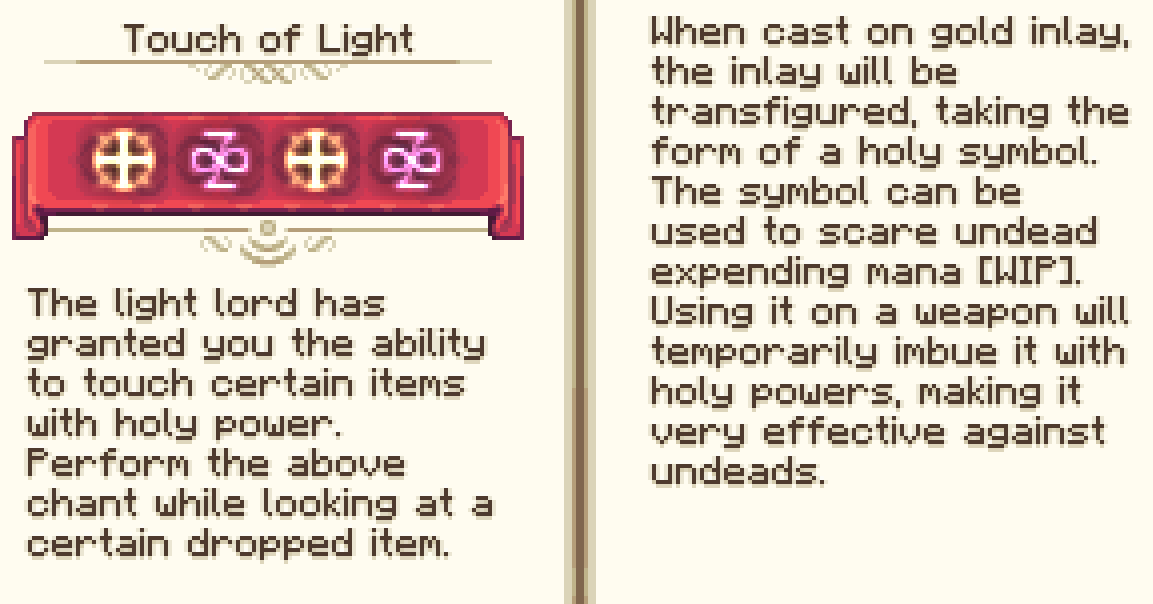 Touch of Light
The light lord has
granted you the ability
to touch certain items
with holy power.
Perform the above
chant while looking at a
certain dropped item.
When cast on gold inlay,
the inlay will be
transfigured, taking the
form of a holy symbol.
The symbol can be
used to scare undead
expending mana [WIP].
Using it on a weapon will
temporarily imbue it with
holy powers, making it
very effective against
undeads.